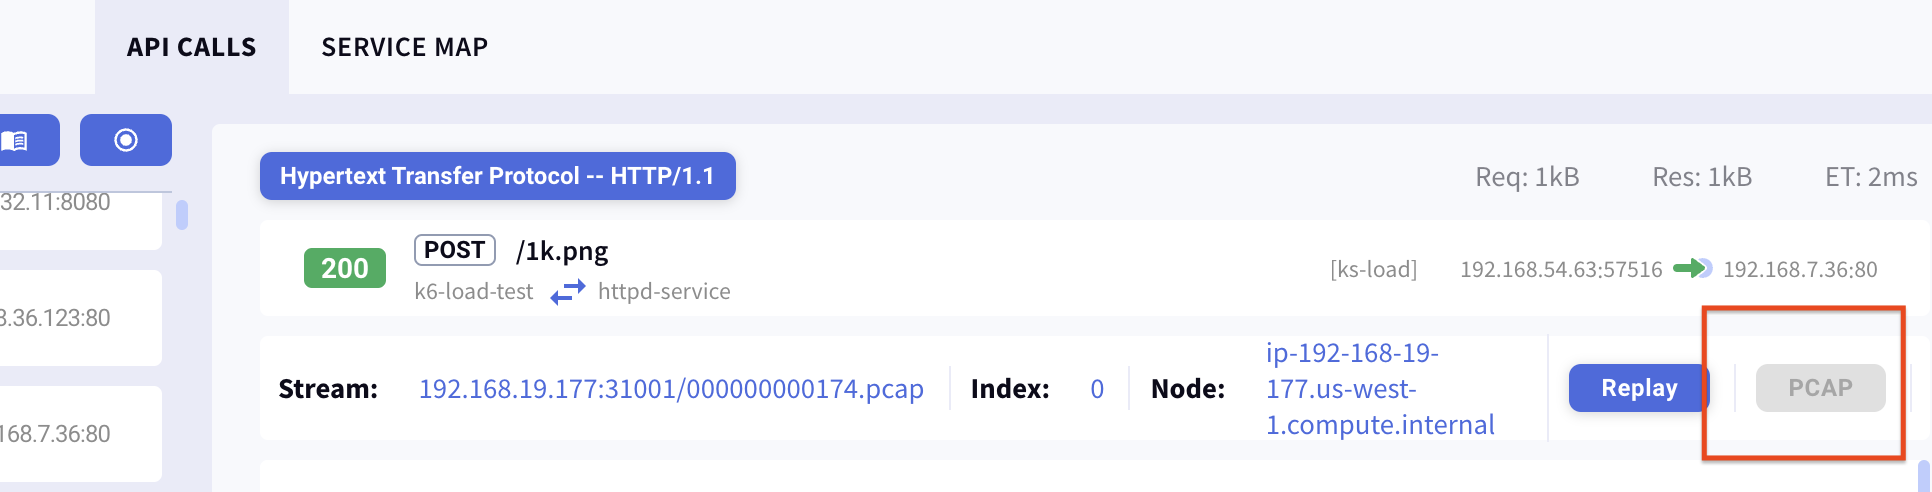 API CALLS
SERVICE MAP
32.11:8080
.36.123:80
168.7.36:80
Hypertext Transfer Protocol -- HTTP/1.1
Req: 1kB
Res: 1kB
ET: 2ms
200
POST /1k.png
k6-load-test
httpd-service
[ks-load]
192.168.54.63:57516
192.168.7.36:80
Stream: 192.168.19.177:31001/000000000174.pcap
Index: 0
Node:
ip-192-168-19-
177.us-west-
1.compute.internal
Replay
PCAP